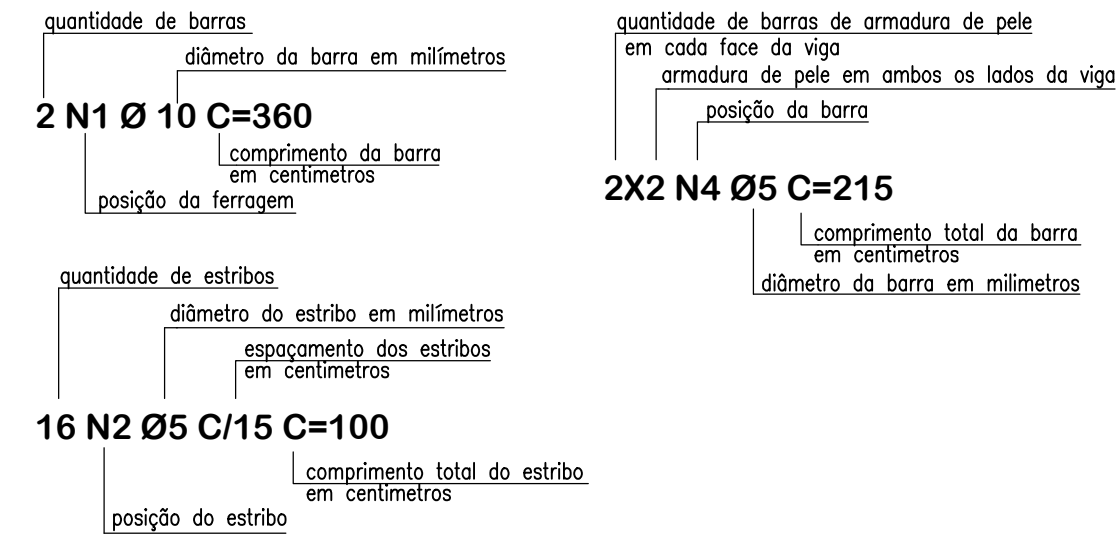 quantidade de barras
diâmetro da barra em milímetros
2 N1 Ø 10 C=360
comprimento da barra
em centimetros
posição da ferragem
quantidade de barras de armadura de pele
em cada face da viga
armadura de pele em ambos os lados da viga
posição da barra
2X2 N4 Ø5 C=215
comprimento total da barra
em centimetros
diâmetro da barra em milimetros
quantidade de estribos
diâmetro do estribo em milímetros
espaçamento dos estribos
em centimetros
16 N2 Ø5 C/15 C=100
comprimento total do estribo
em centimetros
posição do estribo